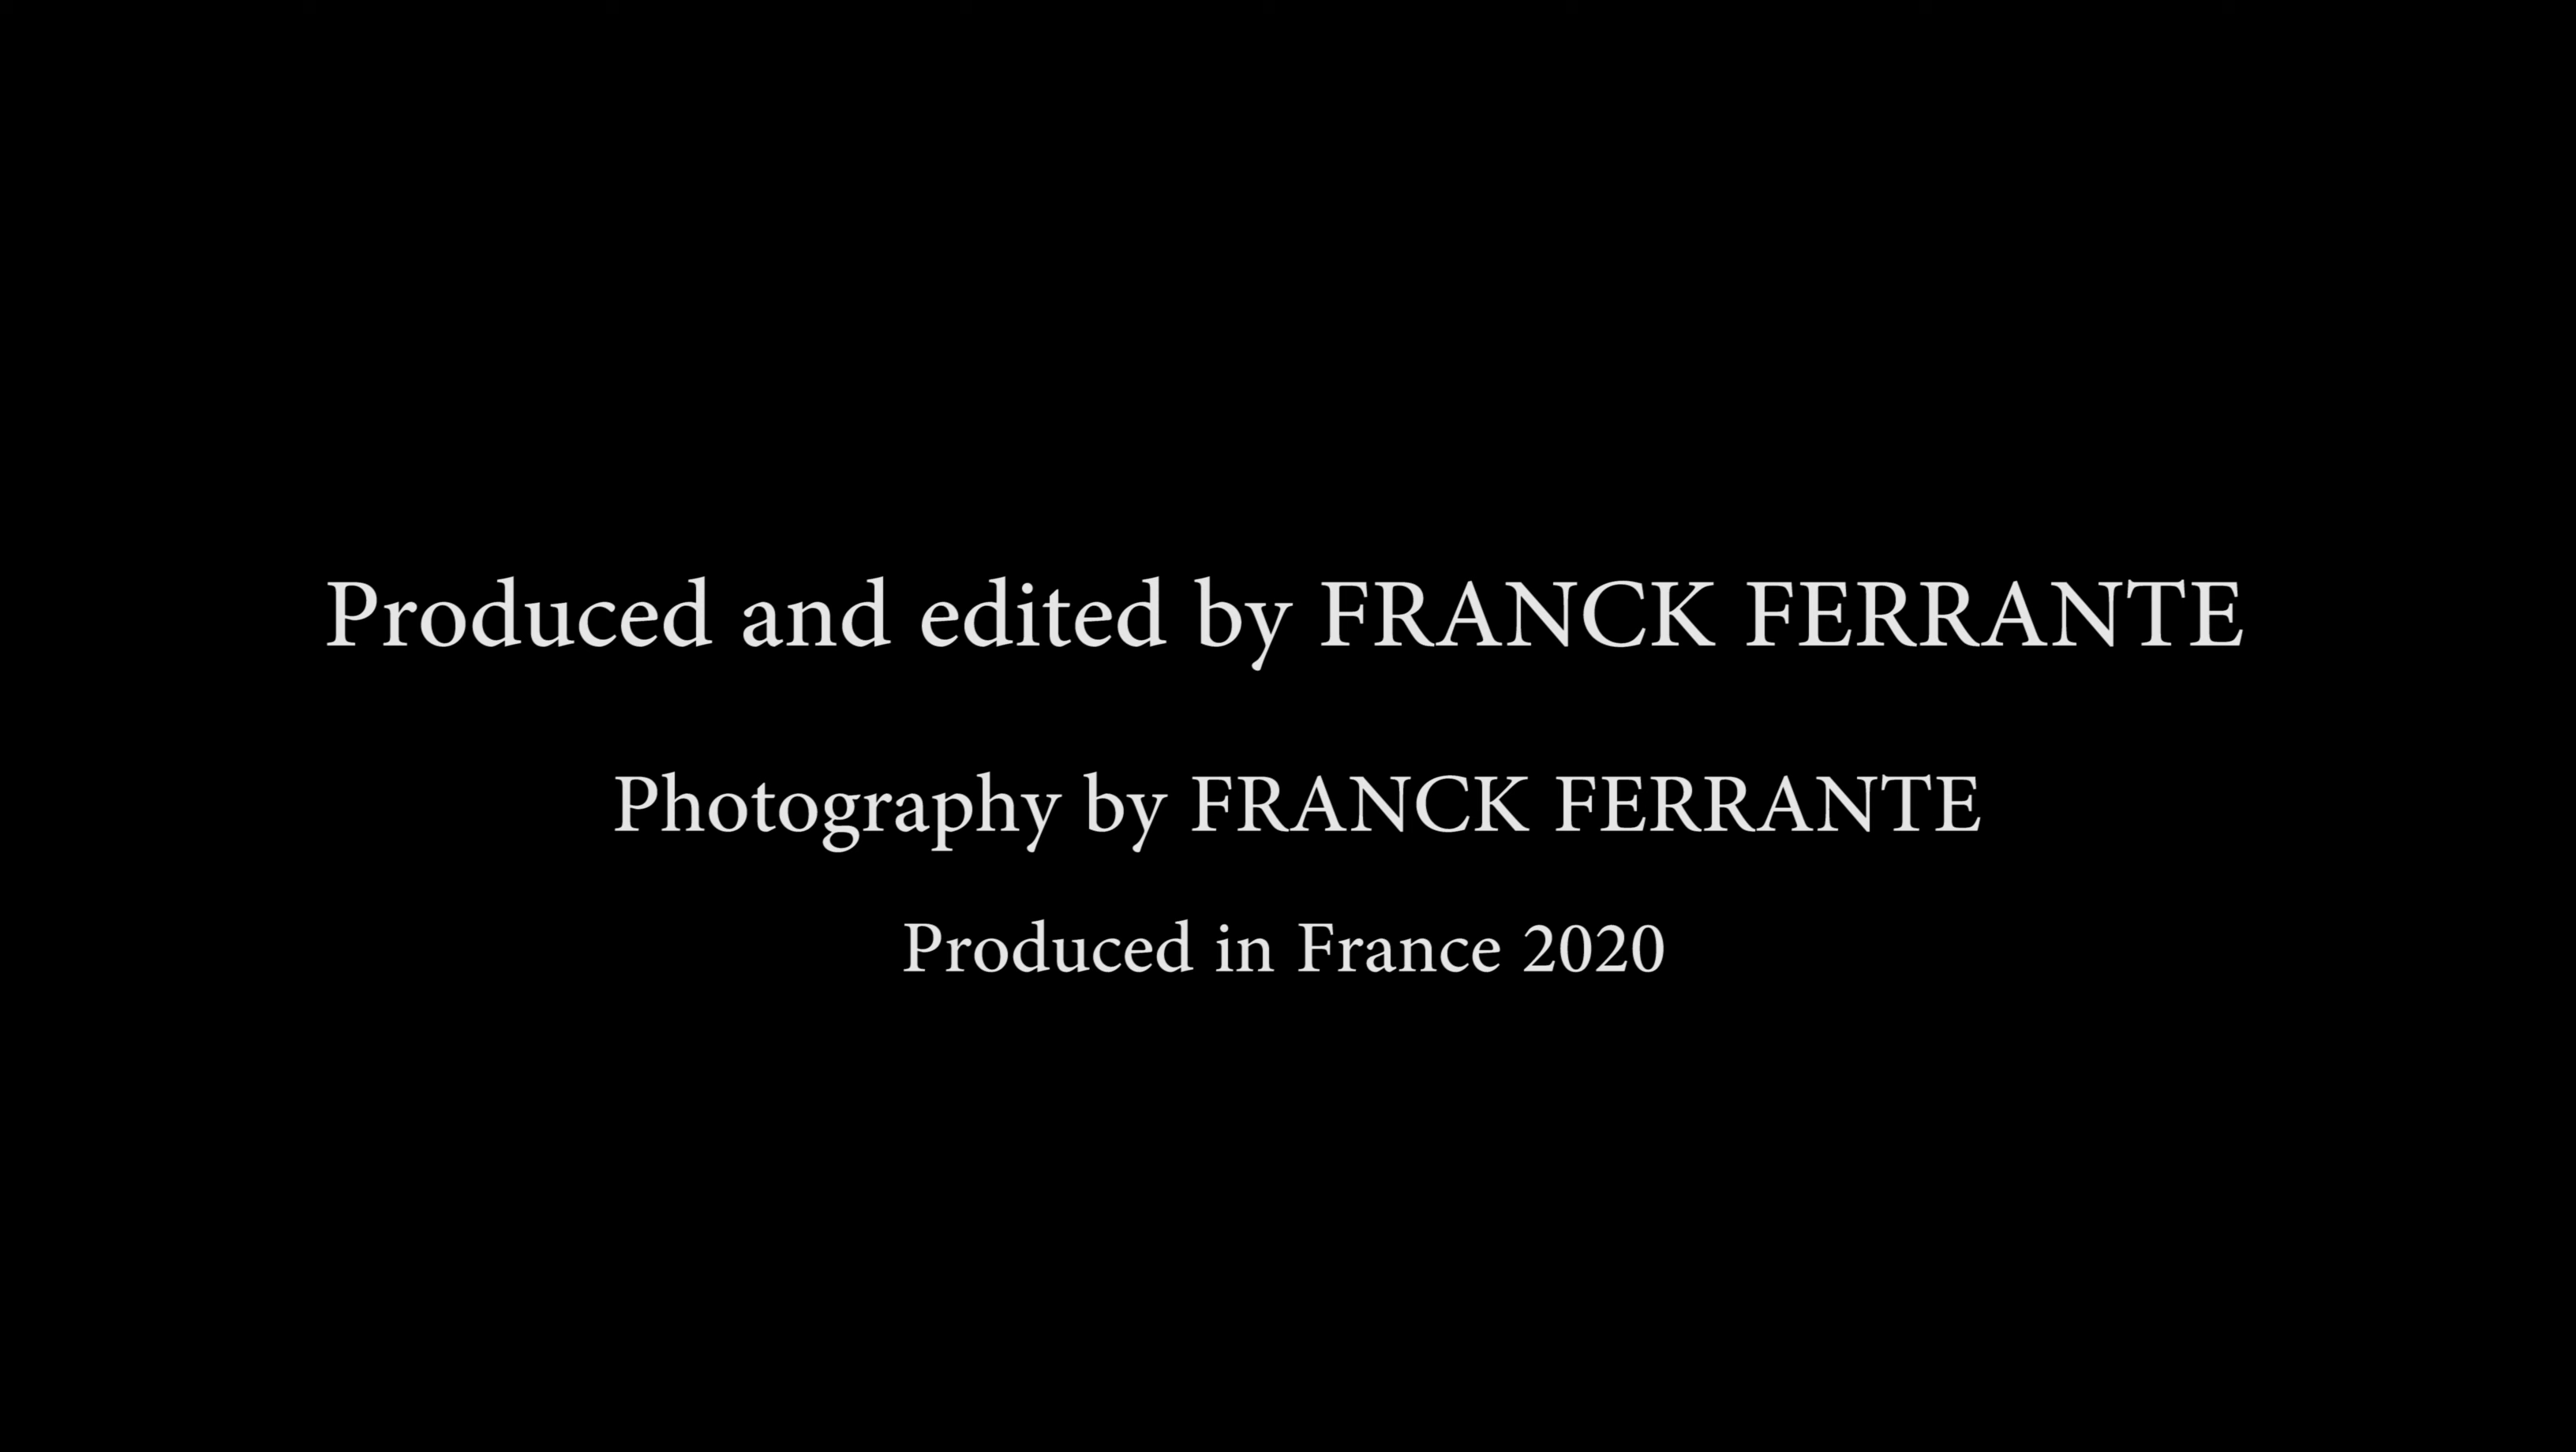 Produced and edited by FRANCK FERRANTE
Photography by FRANCK FERRANTE
Produced in France 2020